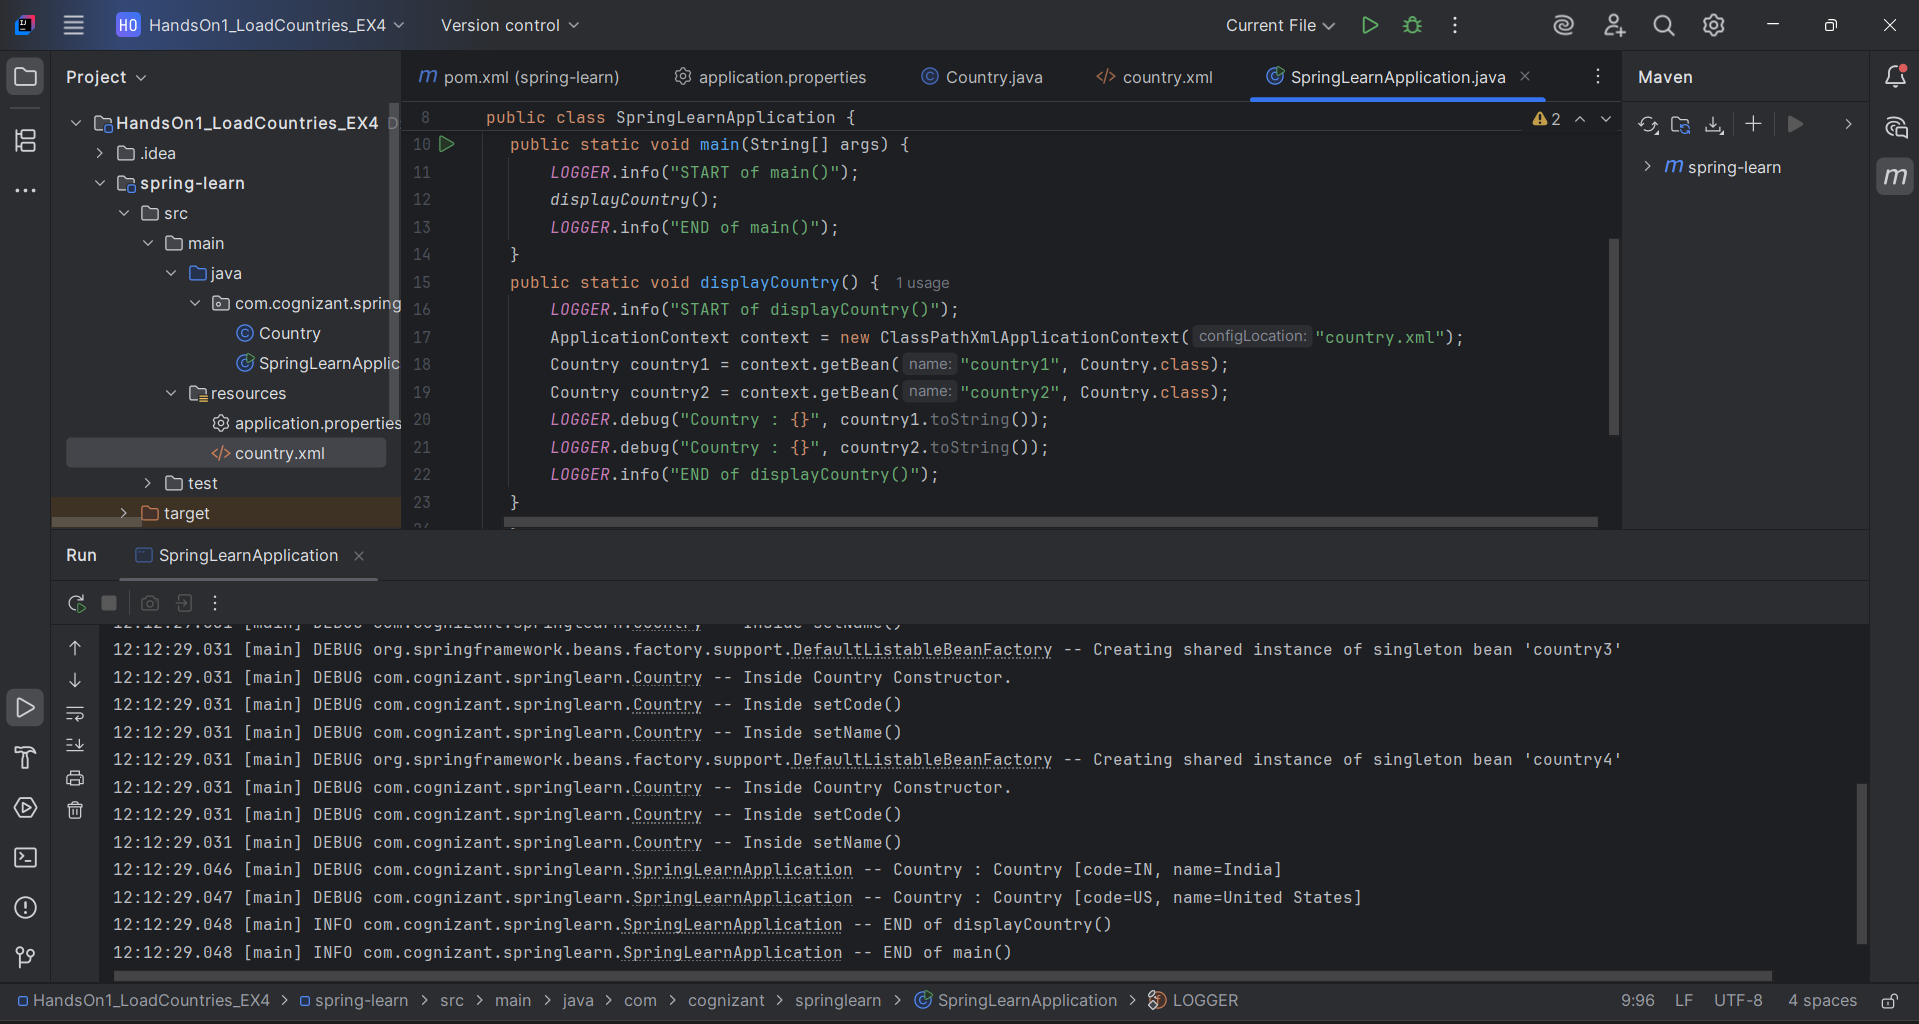 HO HandsOn1_LoadCountries_EX4 Version control Current File
Project
HandsOn1_LoadCountries_EX4
.idea
spring-learn
src
main
java
com.cognizant.spring
Country
SpringLearnApplic
resources
application.properties
country.xml
test
target
m pom.xml (spring-learn) application.properties Country.java </> country.xml SpringLearnApplication.java
8 public class SpringLearnApplication { 2
10 public static void main(String[] args) {
11 LOGGER.info("START of main()");
12 displayCountry();
13 LOGGER.info("END of main()");
14 }
15 public static void displayCountry() { 1 usage
16 LOGGER.info("START of displayCountry()");
17 ApplicationContext context = new ClassPathXmlApplicationContext( configLocation: "country.xml");
18 Country country1 = context.getBean( name: "country1", Country.class);
19 Country country2 = context.getBean( name: "country2", Country.class);
20 LOGGER.debug("Country : {}", country1.toString());
21 LOGGER.debug("Country : {}", country2.toString());
22 LOGGER.info("END of displayCountry()");
23 }
Maven
m spring-learn
m
Run SpringLearnApplication
12:12:29.031 [main] DEBUG com.cognizant.springlearn.Country -- Inside setName()
12:12:29.031 [main] DEBUG org.springframework.beans.factory.support.DefaultListableBeanFactory -- Creating shared instance of singleton bean 'country3'
12:12:29.031 [main] DEBUG com.cognizant.springlearn.Country -- Inside Country Constructor.
12:12:29.031 [main] DEBUG com.cognizant.springlearn.Country -- Inside setCode()
12:12:29.031 [main] DEBUG com.cognizant.springlearn.Country -- Inside setName()
12:12:29.031 [main] DEBUG org.springframework.beans.factory.support.DefaultListableBeanFactory -- Creating shared instance of singleton bean 'country4'
12:12:29.031 [main] DEBUG com.cognizant.springlearn.Country -- Inside Country Constructor.
12:12:29.031 [main] DEBUG com.cognizant.springlearn.Country -- Inside setCode()
12:12:29.031 [main] DEBUG com.cognizant.springlearn.Country -- Inside setName()
12:12:29.046 [main] DEBUG com.cognizant.springlearn.SpringLearnApplication -- Country : Country [code=IN, name=India]
12:12:29.047 [main] DEBUG com.cognizant.springlearn.SpringLearnApplication -- Country : Country [code=US, name=United States]
12:12:29.048 [main] INFO com.cognizant.springlearn.SpringLearnApplication -- END of displayCountry()
12:12:29.048 [main] INFO com.cognizant.springlearn.SpringLearnApplication -- END of main()
HandsOn1_LoadCountries_EX4 > spring-learn > src > main > java > com > cognizant > springlearn > SpringLearnApplication > LOGGER 9:96 LF UTF-8 4 spaces